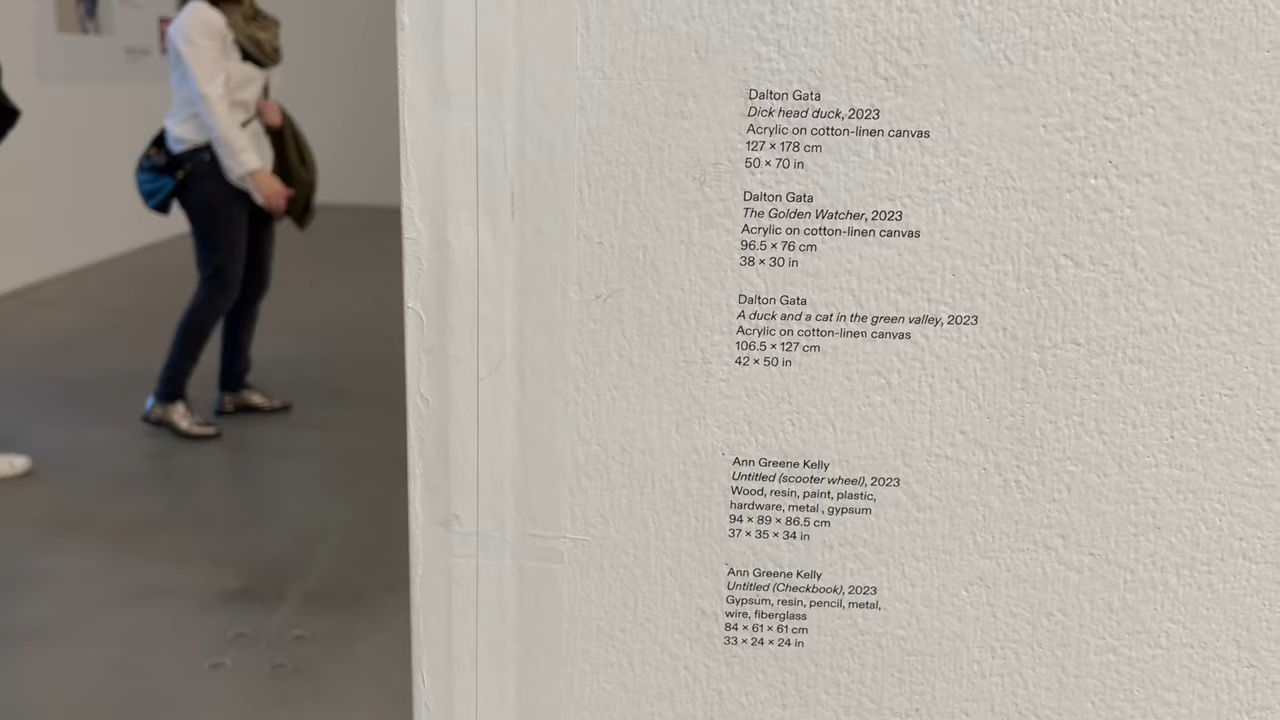 Dalton Gata
Dick head duck, 2023
Acrylic on cotton-linen canvas
127 × 178 cm
50 × 70 in
Dalton Gata
The Golden Watcher, 2023
Acrylic on cotton-linen canvas
96.5 × 76 cm
38 × 30 in
Dalton Gata
A duck and a cat in the green valley, 2023
Acrylic on cotton-linen canvas
106.5 × 127 cm
42 × 50 in
Ann Greene Kelly
Untitled (scooter wheel), 2023
Wood, resin, paint, plastic,
hardware, metal , gypsum
94 × 89 × 86.5 cm
37 × 35 × 34 in
Ann Greene Kelly
Untitled (Checkbook), 2023
Gypsum, resin, pencil, metal,
wire, fiberglass
84 × 61 × 61 cm
33 × 24 × 24 in